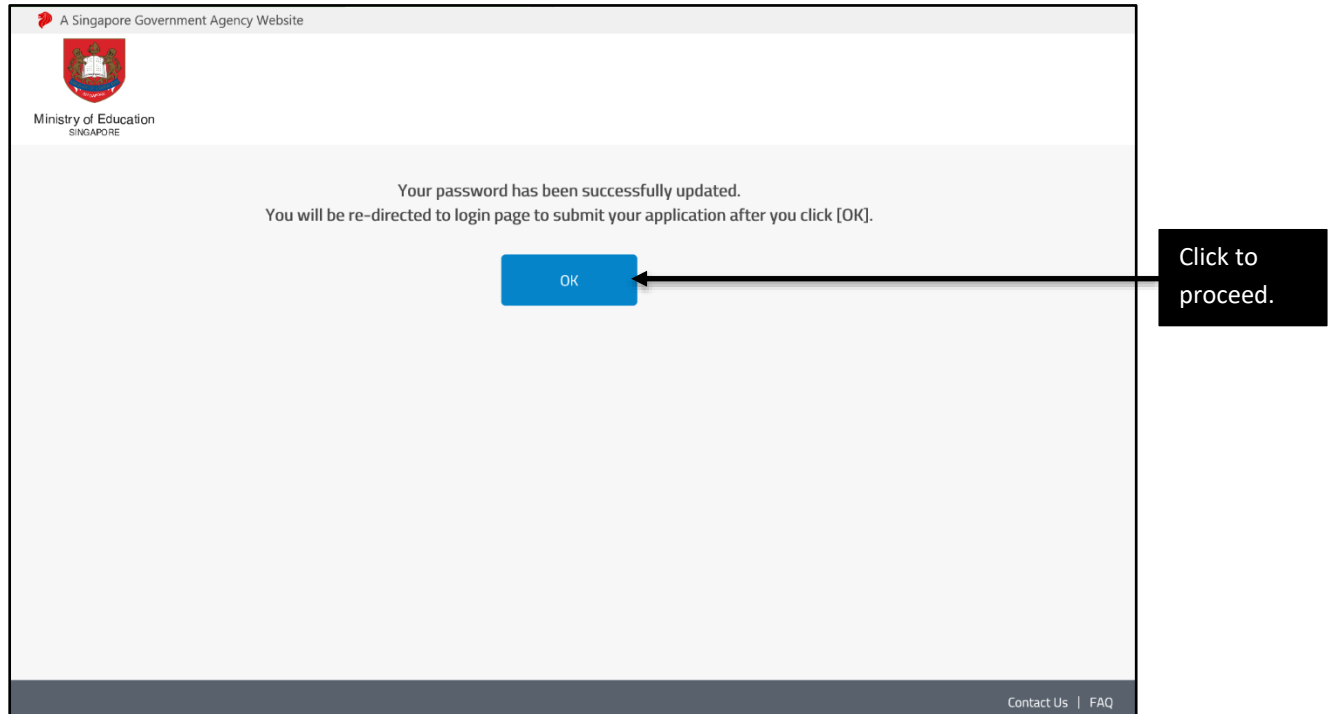 A Singapore Government Agency Website
Ministry of Education
SINGAPORE
Your password has been successfully updated.
You will be re-directed to login page to submit your application after you click [OK].
OK
Click to
proceed.
Contact Us | FAQ